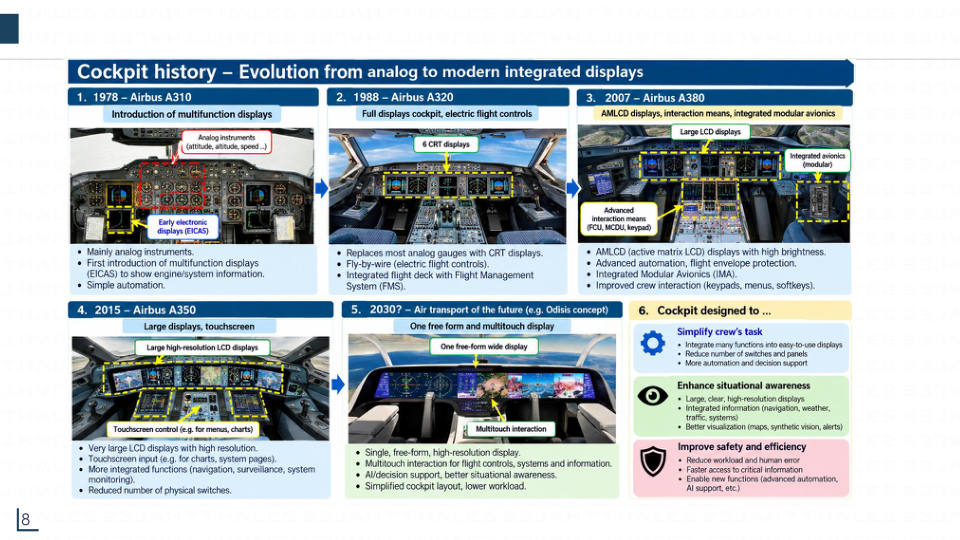 Cockpit history – Evolution from analog to modern integrated displays
1. 1978 – Airbus A310
Introduction of multifunction displays
Analog instruments
(attitude, altitude, speed ...)
Early electronic
displays (EICAS)
• Mainly analog instruments.
• First introduction of multifunction displays
(EICAS) to show engine/system information.
• Simple automation.
2. 1988 – Airbus A320
Full displays cockpit, electric flight controls
6 CRT displays
• Replaces most analog gauges with CRT displays.
• Fly-by-wire (electric flight controls).
• Integrated flight deck with Flight Management
System (FMS).
3. 2007 – Airbus A380
AMLCD displays, interaction means, integrated modular avionics
Large LCD displays
Integrated avionics
(modular)
Advanced
interaction means
(FCU, MCDU, keypad)
• AMLCD (active matrix LCD) displays with high brightness.
• Advanced automation, flight envelope protection.
• Integrated Modular Avionics (IMA).
• Improved crew interaction (keypads, menus, softkeys).
4. 2015 – Airbus A350
Large displays, touchscreen
Large high-resolution LCD displays
Touchscreen control (e.g. for menus, charts)
• Very large LCD displays with high resolution.
• Touchscreen input (e.g. for charts, system pages).
• More integrated functions (navigation, surveillance, system
monitoring).
• Reduced number of physical switches.
5. 2030? – Air transport of the future (e.g. Odisis concept)
One free form and multitouch display
One free-form wide display
Multitouch interaction
• Single, free-form, high-resolution display.
• Multitouch interaction for flight controls, systems and information.
• AI/decision support, better situational awareness.
• Simplified cockpit layout, lower workload.
6. Cockpit designed to ...
Simplify crew's task
• Integrate many functions into easy-to-use displays
• Reduce number of switches and panels
• More automation and decision support
Enhance situational awareness
• Large, clear, high-resolution displays
• Integrated information (navigation, weather,
traffic, systems)
• Better visualization (maps, synthetic vision, alerts)
Improve safety and efficiency
• Reduce workload and human error
• Faster access to critical information
• Enable new functions (advanced automation,
AI support, etc.)
8